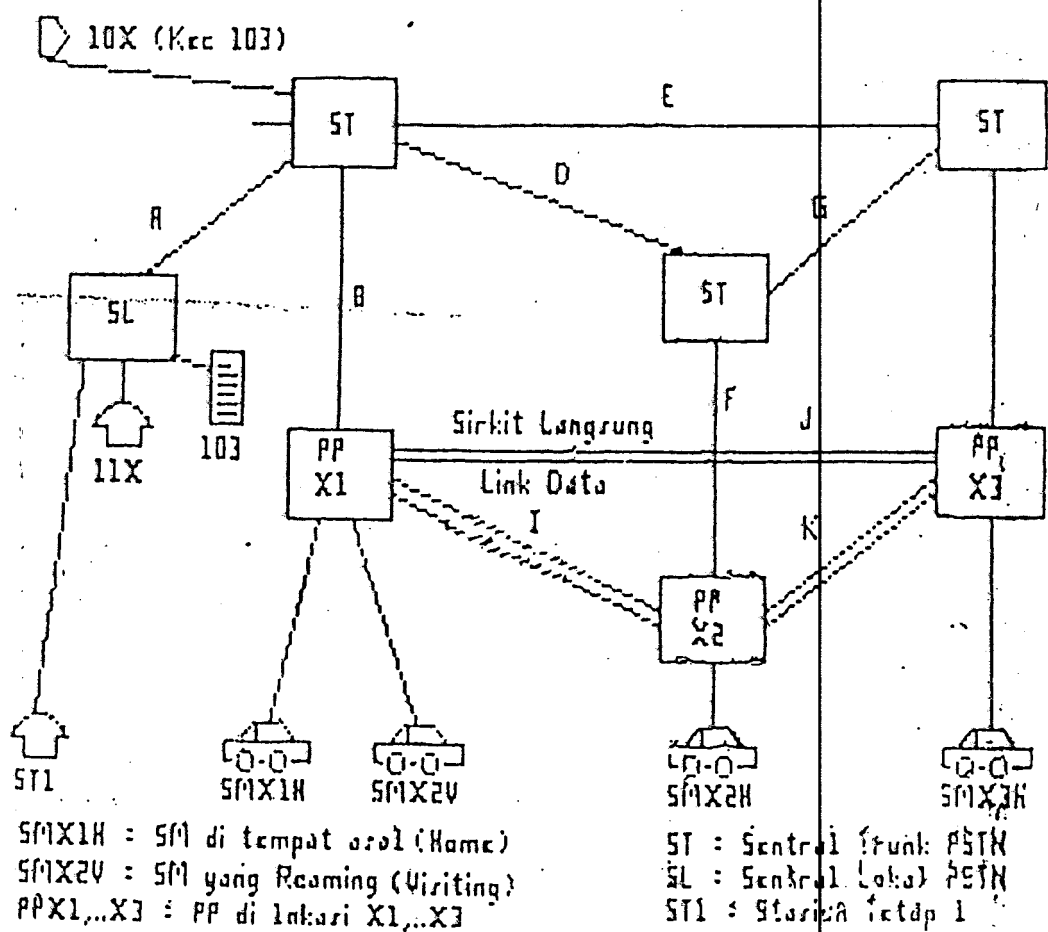 10X (Kec 103)
ST
E
ST
D
G
A
B
ST
SL
F
103
11X
Sirkit Langsung
J
PP
X1
PP
X3
Link Data
I
K
PP
X2
ST1
SMX1H
SMX2V
SMX2H
SMX3H
SMX1H : SM di tempat asal (Home)
SMX2V : SM yang Roaming (Visiting)
PPX1,..X3 : PP di lokasi X1,..X3
ST : Sentral Trunk PSTN
SL : Sentral Lokal PSTN
ST1 : Stasiun Tetap 1